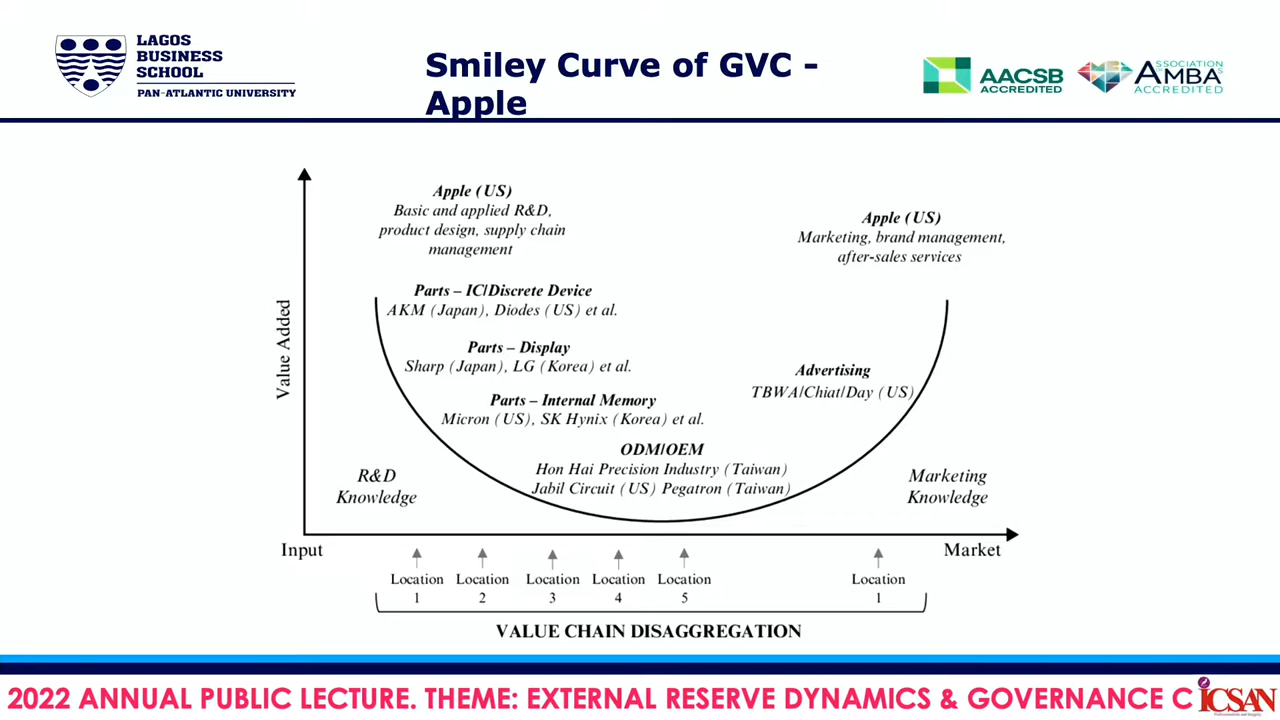 LAGOS
BUSINESS
SCHOOL
PAN-ATLANTIC UNIVERSITY
Smiley Curve of GVC -
Apple
AACSB
ACCREDITED
ASSOCIATION
AMBA
ACCREDITED
Apple (US)
Basic and applied R&D,
product design, supply chain
management
Apple (US)
Marketing, brand management,
after-sales services
Parts – IC/Discrete Device
AKM (Japan), Diodes (US) et al.
Parts – Display
Sharp (Japan), LG (Korea) et al.
Parts – Internal Memory
Micron (US), SK Hynix (Korea) et al.
Advertising
TBWA/Chiat/Day (US)
ODM/OEM
Hon Hai Precision Industry (Taiwan)
Jabil Circuit (US) Pegatron (Taiwan)
Value Added
R&D
Knowledge
Marketing
Knowledge
Input
Market
Location
1
Location
2
Location
3
Location
4
Location
5
Location
1
VALUE CHAIN DISAGGREGATION
2022 ANNUAL PUBLIC LECTURE. THEME: EXTERNAL RESERVE DYNAMICS & GOVERNANCE C
ICSAN